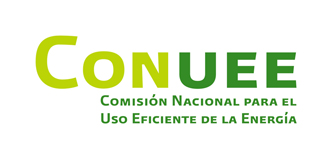 CONUEE
COMISIÓN NACIONAL PARA EL
USO EFICIENTE DE LA ENERGÍA